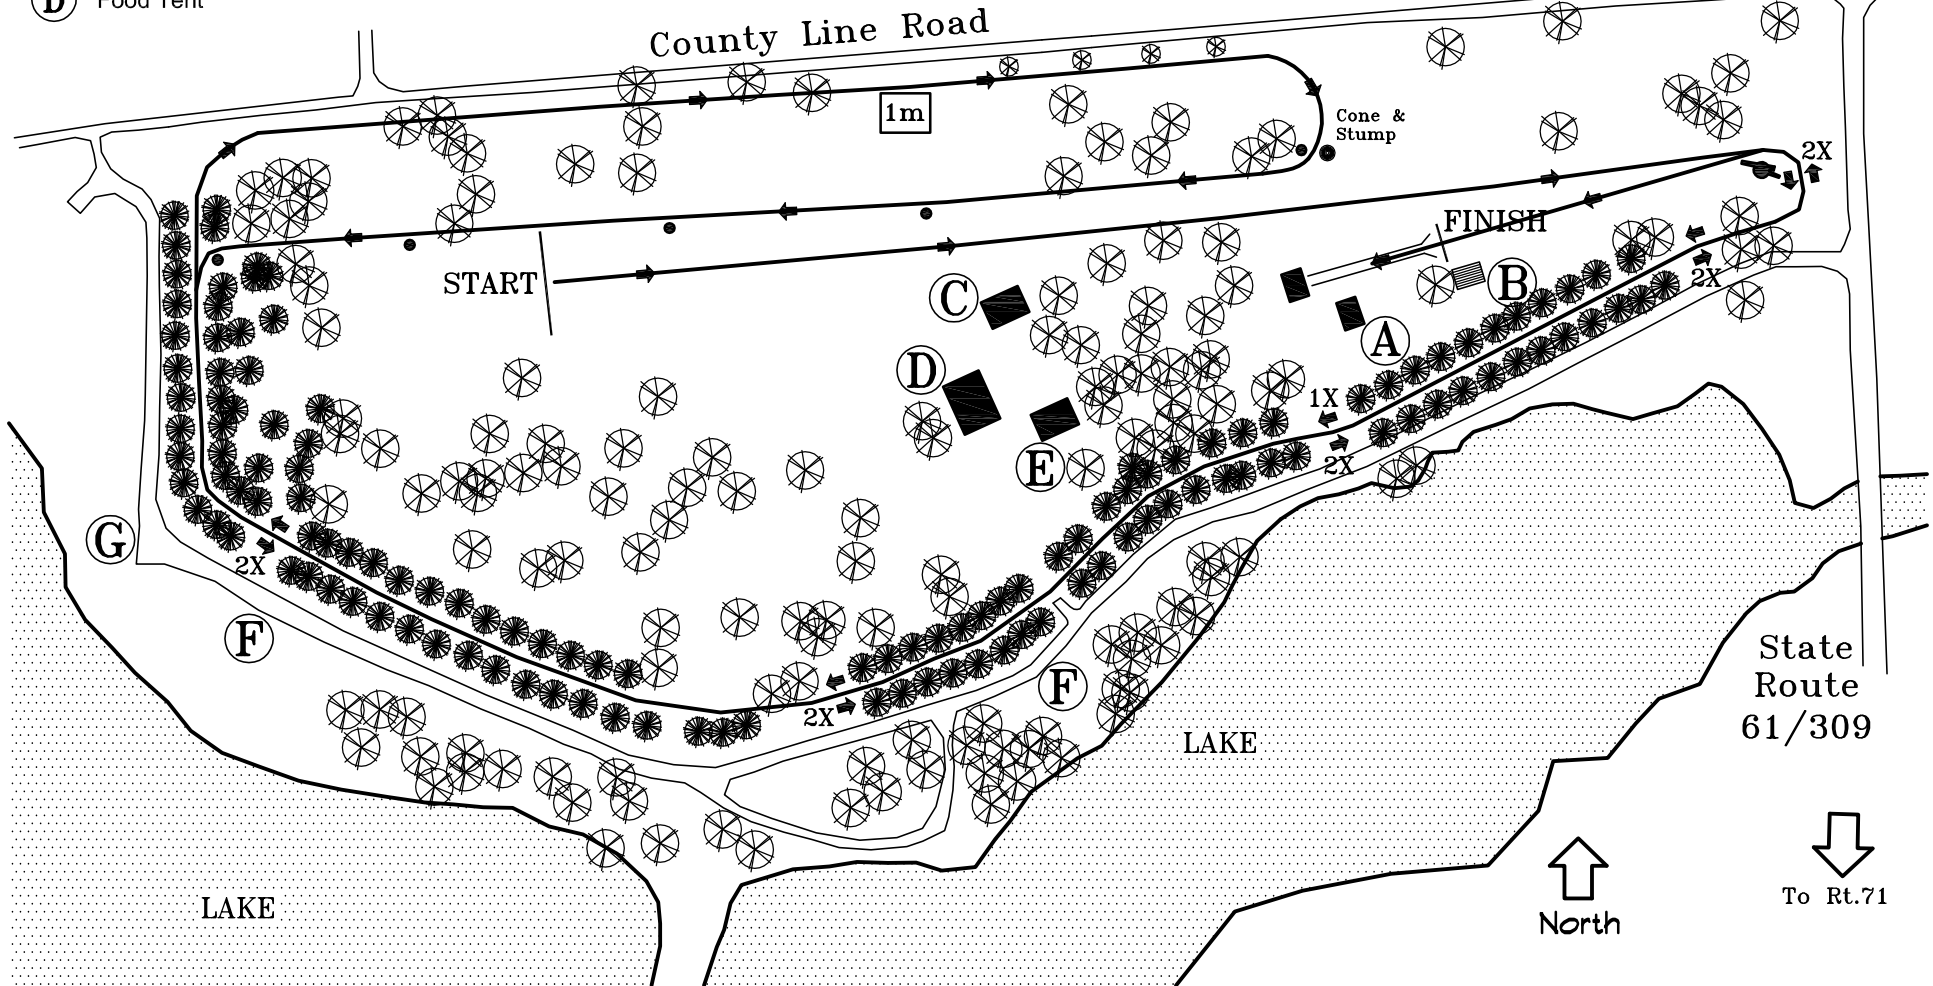 D Food Tent
County Line Road
1m
Cone &
Stump
2X
FINISH
START
C
B
2X
A
D
1X
E
2X
G
2X
F
F
2X
State
Route
61/309
LAKE
LAKE
To Rt.71
North